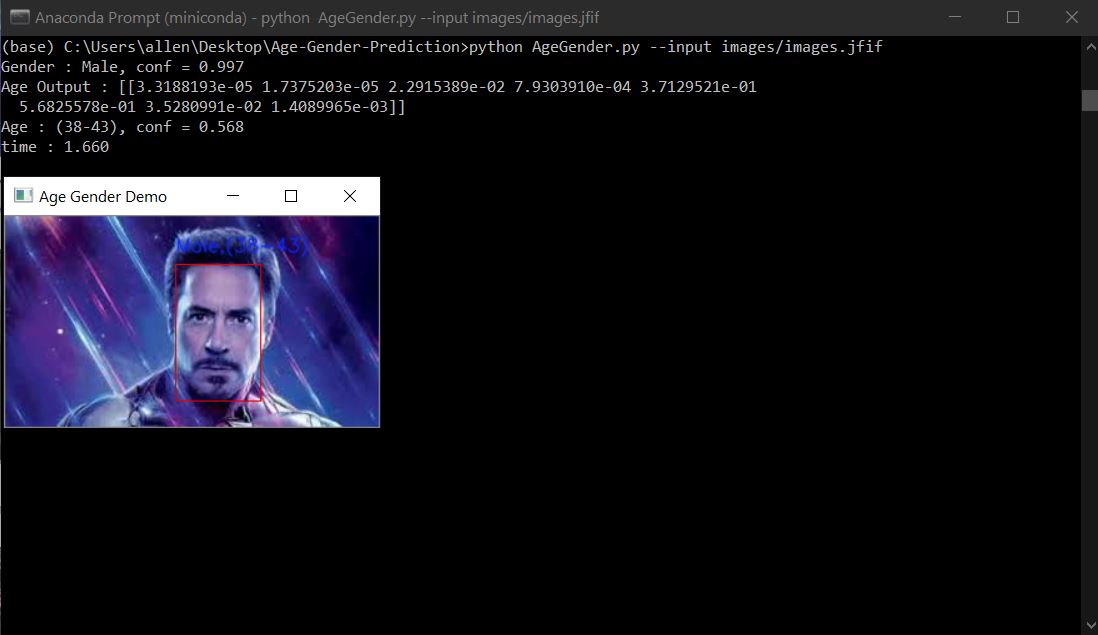 Anaconda Prompt (miniconda) - python  AgeGender.py --input images/images.jfif
(base) C:\Users\allen\Desktop\Age-Gender-Prediction>python AgeGender.py --input images/images.jfif
Gender : Male, conf = 0.997
Age Output : [[3.3188193e-05 1.7375203e-05 2.2915389e-02 7.9303910e-04 3.7129521e-01
  5.6825578e-01 3.5280991e-02 1.4089965e-03]]
Age : (38-43), conf = 0.568
time : 1.660
Age Gender Demo
Male,(38-43)